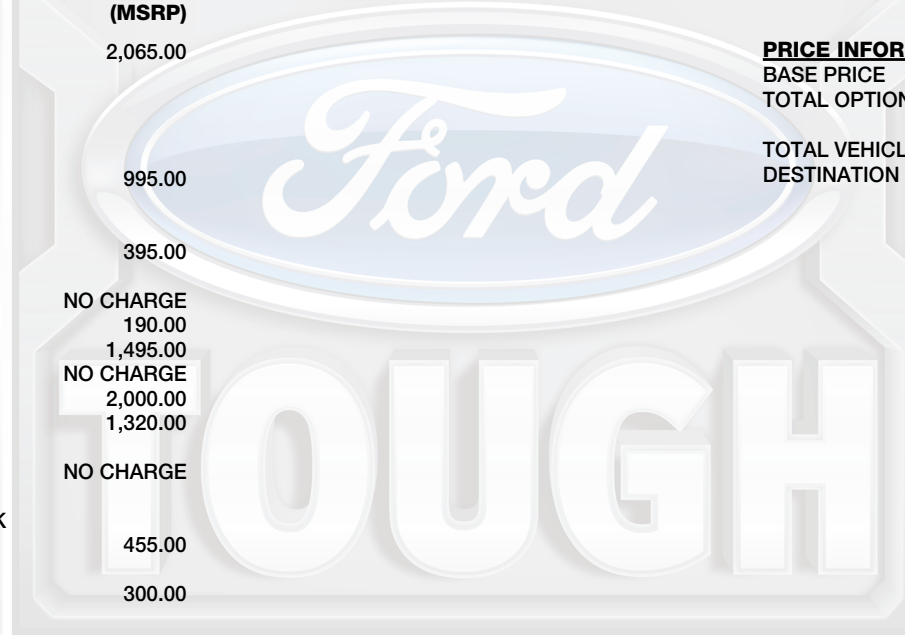 (MSRP)
2,065.00
995.00
395.00
NO CHARGE
190.00
1,495.00
NO CHARGE
2,000.00
1,320.00
NO CHARGE
K
455.00
300.00
PRICE INFOR
BASE PRICE
TOTAL OPTION
TOTAL VEHICL
DESTINATION
Ford
TOUGH